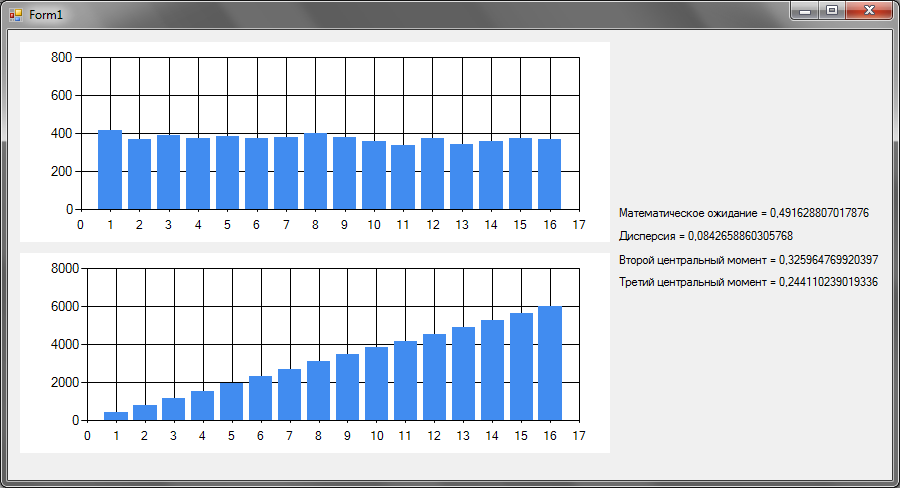 Form1
800
600
400
200
0
0 1 2 3 4 5 6 7 8 9 10 11 12 13 14 15 16 17
Математическое ожидание = 0,491628807017876
Дисперсия = 0,0842658860305768
Второй центральный момент = 0,325964769920397
Третий центральный момент = 0,244110239019336
8000
6000
4000
2000
0
0 1 2 3 4 5 6 7 8 9 10 11 12 13 14 15 16 17